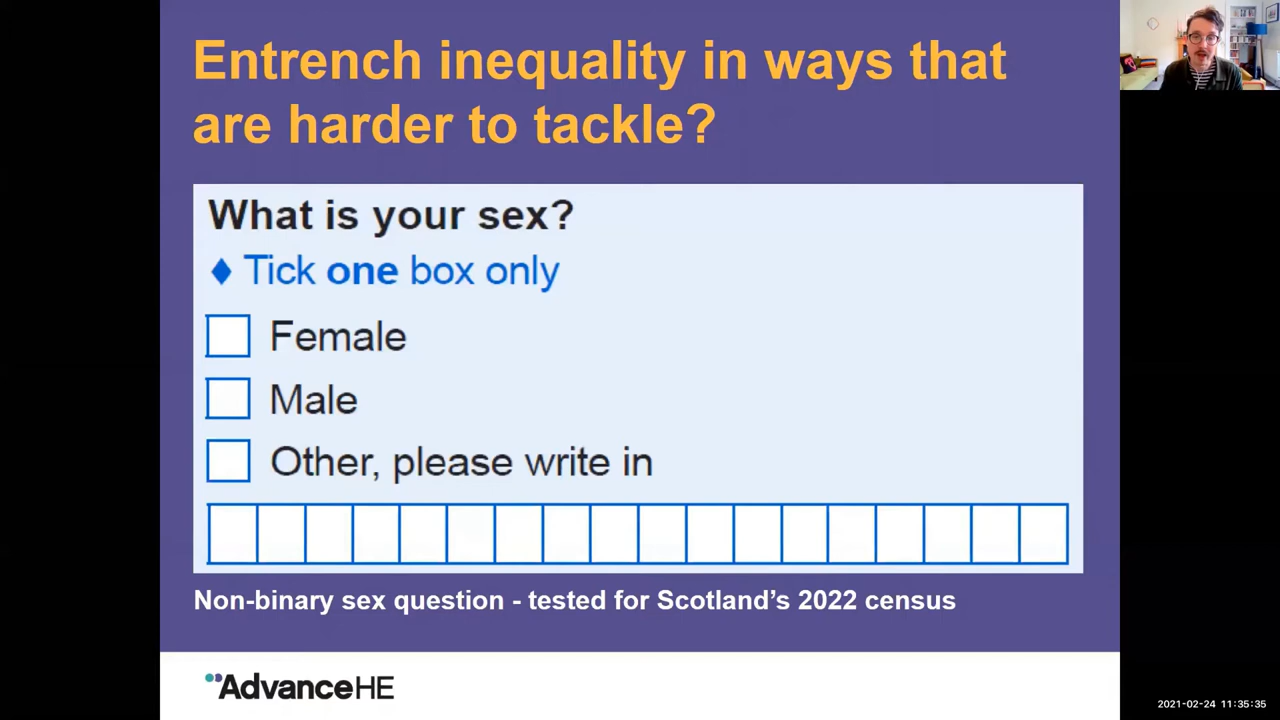 Entrench inequality in ways that
are harder to tackle?
What is your sex?
♦ Tick one box only
Female
Male
Other, please write in
Non-binary sex question - tested for Scotland's 2022 census
AdvanceHE
2021-02-24 11:35:35